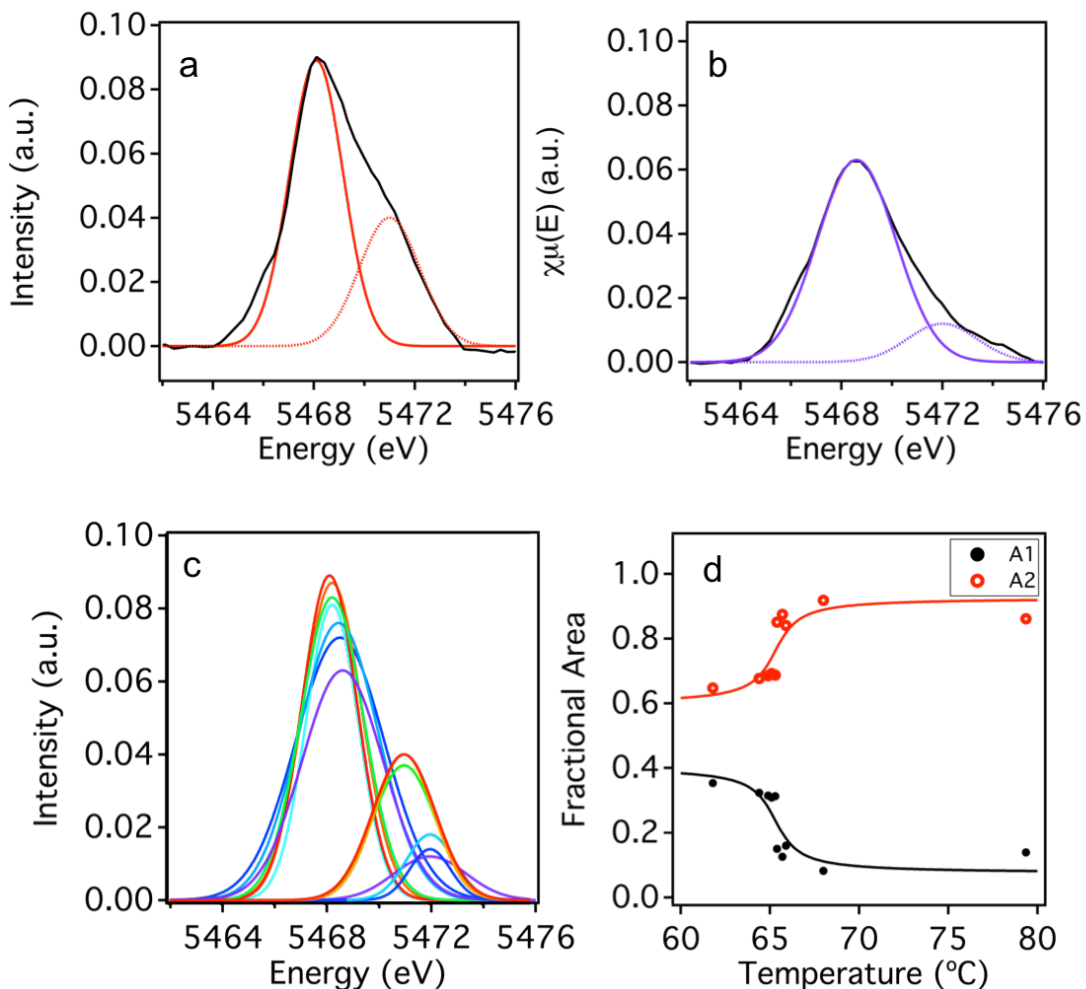 a
Intensity (a.u.)
0.10
0.08
0.06
0.04
0.02
0.00
5464 5468 5472 5476
Energy (eV)
b
χμ(E) (a.u.)
0.10
0.08
0.06
0.04
0.02
0.00
5464 5468 5472 5476
Energy (eV)
c
Intensity (a.u.)
0.10
0.08
0.06
0.04
0.02
0.00
5464 5468 5472 5476
Energy (eV)
d
A1
A2
Fractional Area
1.0
0.8
0.6
0.4
0.2
0.0
60 65 70 75 80
Temperature (ºC)